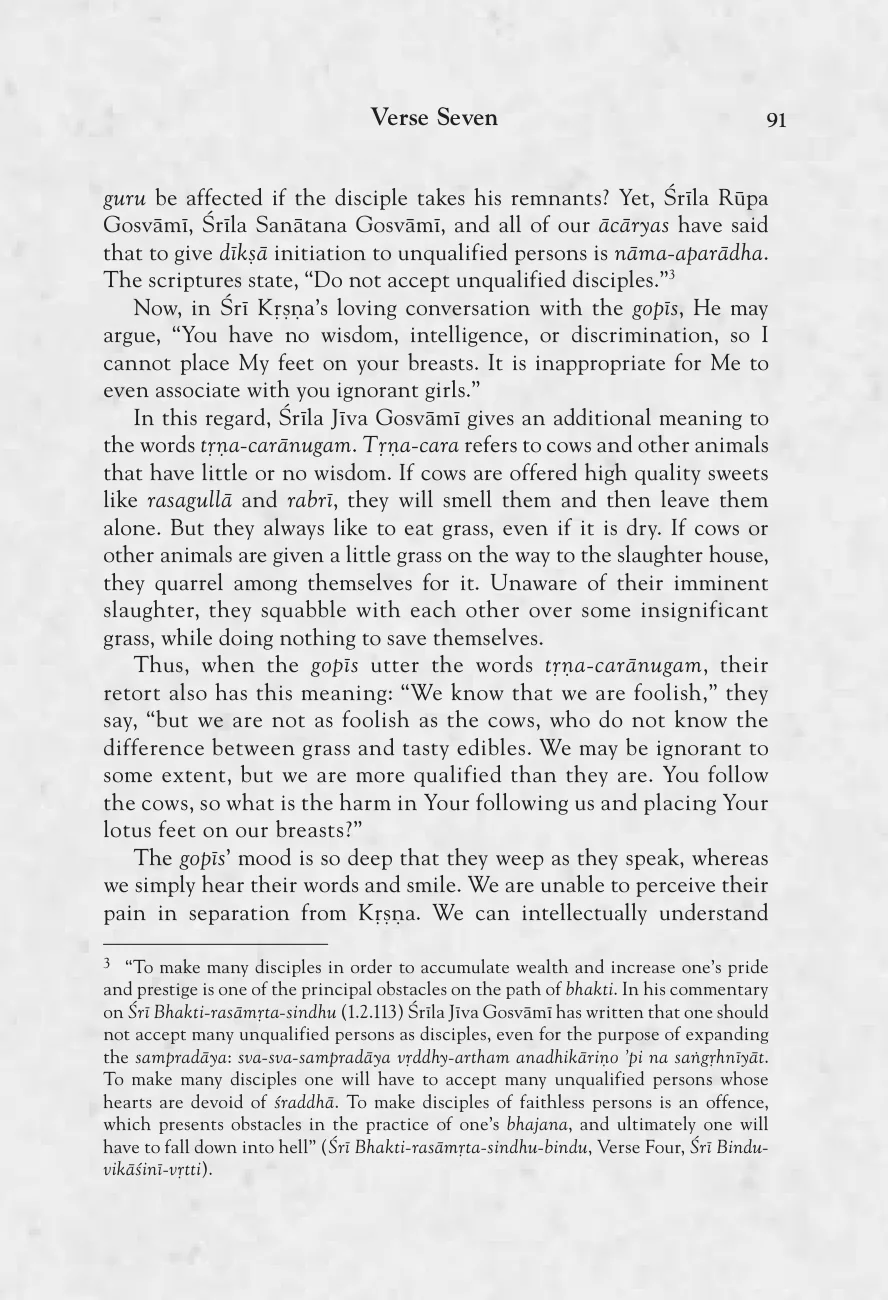 Verse Seven 91
guru be affected if the disciple takes his remnants? Yet, Śrīla Rūpa
Gosvāmī, Śrīla Sanātana Gosvāmī, and all of our ācāryas have said
that to give dīkṣā initiation to unqualified persons is nāma-aparādha.
The scriptures state, “Do not accept unqualified disciples.”3
Now, in Śrī Kṛṣṇa’s loving conversation with the gopīs, He may
argue, “You have no wisdom, intelligence, or discrimination, so I
cannot place My feet on your breasts. It is inappropriate for Me to
even associate with you ignorant girls.”
In this regard, Śrīla Jīva Gosvāmī gives an additional meaning to
the words tṛṇa-carānugam. Tṛṇa-cara refers to cows and other animals
that have little or no wisdom. If cows are offered high quality sweets
like rasagullā and rabrī, they will smell them and then leave them
alone. But they always like to eat grass, even if it is dry. If cows or
other animals are given a little grass on the way to the slaughter house,
they quarrel among themselves for it. Unaware of their imminent
slaughter, they squabble with each other over some insignificant
grass, while doing nothing to save themselves.
Thus, when the gopīs utter the words tṛṇa-carānugam, their
retort also has this meaning: “We know that we are foolish,” they
say, “but we are not as foolish as the cows, who do not know the
difference between grass and tasty edibles. We may be ignorant to
some extent, but we are more qualified than they are. You follow
the cows, so what is the harm in Your following us and placing Your
lotus feet on our breasts?”
The gopīs’ mood is so deep that they weep as they speak, whereas
we simply hear their words and smile. We are unable to perceive their
pain in separation from Kṛṣṇa. We can intellectually understand
3 “To make many disciples in order to accumulate wealth and increase one’s pride
and prestige is one of the principal obstacles on the path of bhakti. In his commentary
on Śrī Bhakti-rasāmṛta-sindhu (1.2.113) Śrīla Jīva Gosvāmī has written that one should
not accept many unqualified persons as disciples, even for the purpose of expanding
the sampradāya: sva-sva-sampradāya vṛddhy-artham anadhikāriṇo ’pi na saṅgṛhnīyāt.
To make many disciples one will have to accept many unqualified persons whose
hearts are devoid of śraddhā. To make disciples of faithless persons is an offence,
which presents obstacles in the practice of one’s bhajana, and ultimately one will
have to fall down into hell” (Śrī Bhakti-rasāmṛta-sindhu-bindu, Verse Four, Śrī Bindu-
vikāśinī-vṛtti).